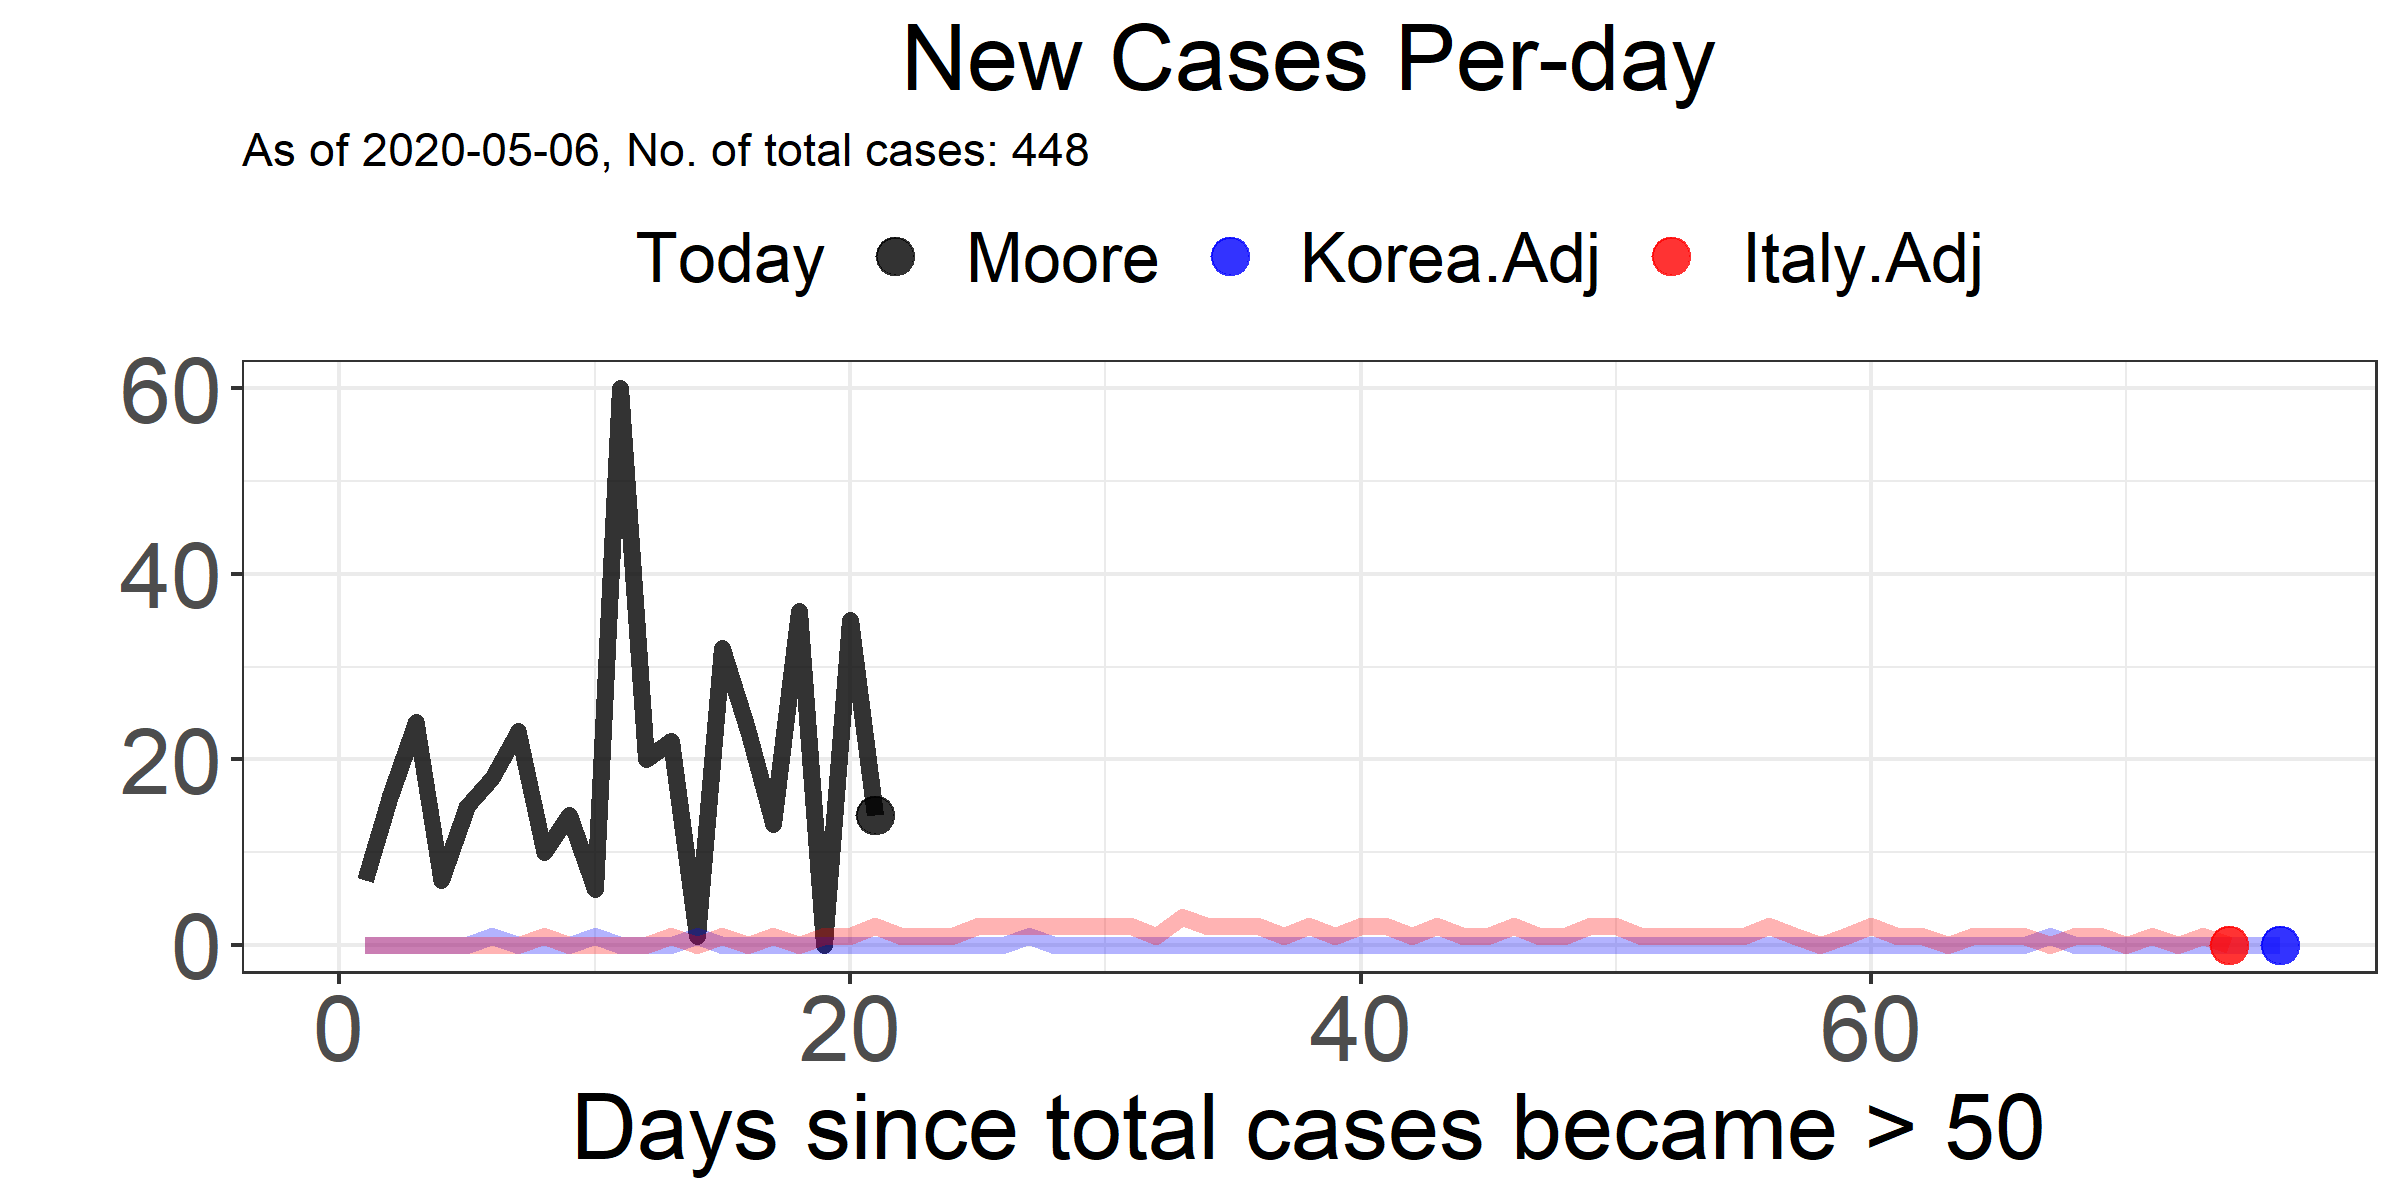 New Cases Per-day
As of 2020-05-06, No. of total cases: 448
Today Moore Korea.Adj Italy.Adj
60
40
20
0
0 20 40 60
Days since total cases became > 50